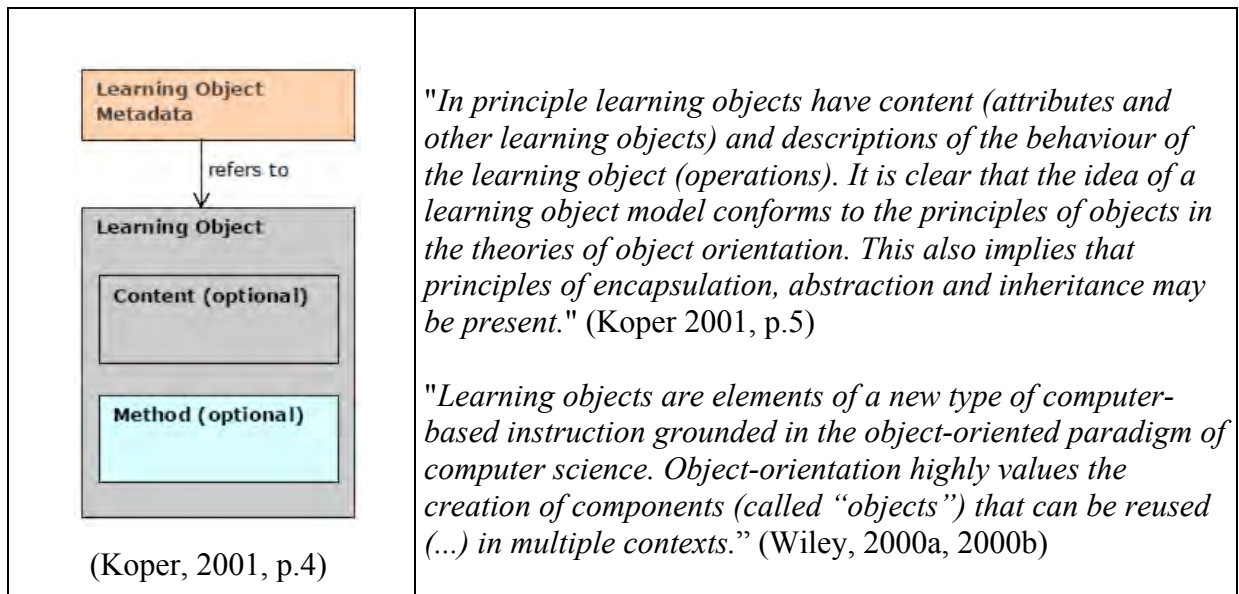 Learning Object
Metadata
refers to
Learning Object
Content (optional)
Method (optional)
(Koper, 2001, p.4)
"In principle learning objects have content (attributes and
other learning objects) and descriptions of the behaviour of
the learning object (operations). It is clear that the idea of a
learning object model conforms to the principles of objects in
the theories of object orientation. This also implies that
principles of encapsulation, abstraction and inheritance may
be present." (Koper 2001, p.5)
"Learning objects are elements of a new type of computer-
based instruction grounded in the object-oriented paradigm of
computer science. Object-orientation highly values the
creation of components (called “objects”) that can be reused
(...) in multiple contexts.” (Wiley, 2000a, 2000b)